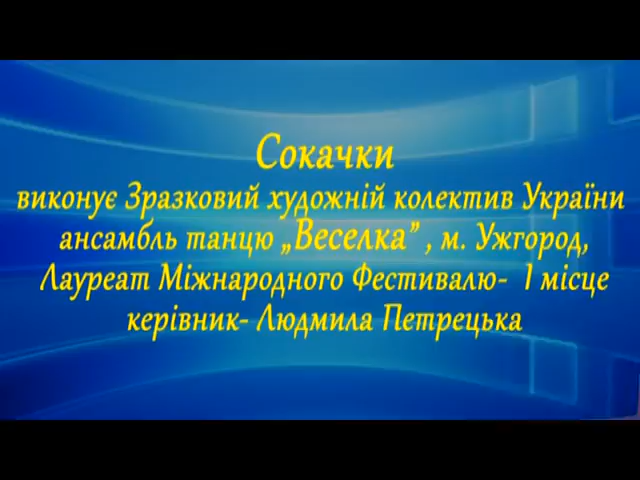 Сокачки
виконує Зразковий художній колектив України
ансамбль танцю „Веселка” , м. Ужгород,
Лауреат Міжнародного Фестивалю- І місце
керівник- Людмила Петрецька